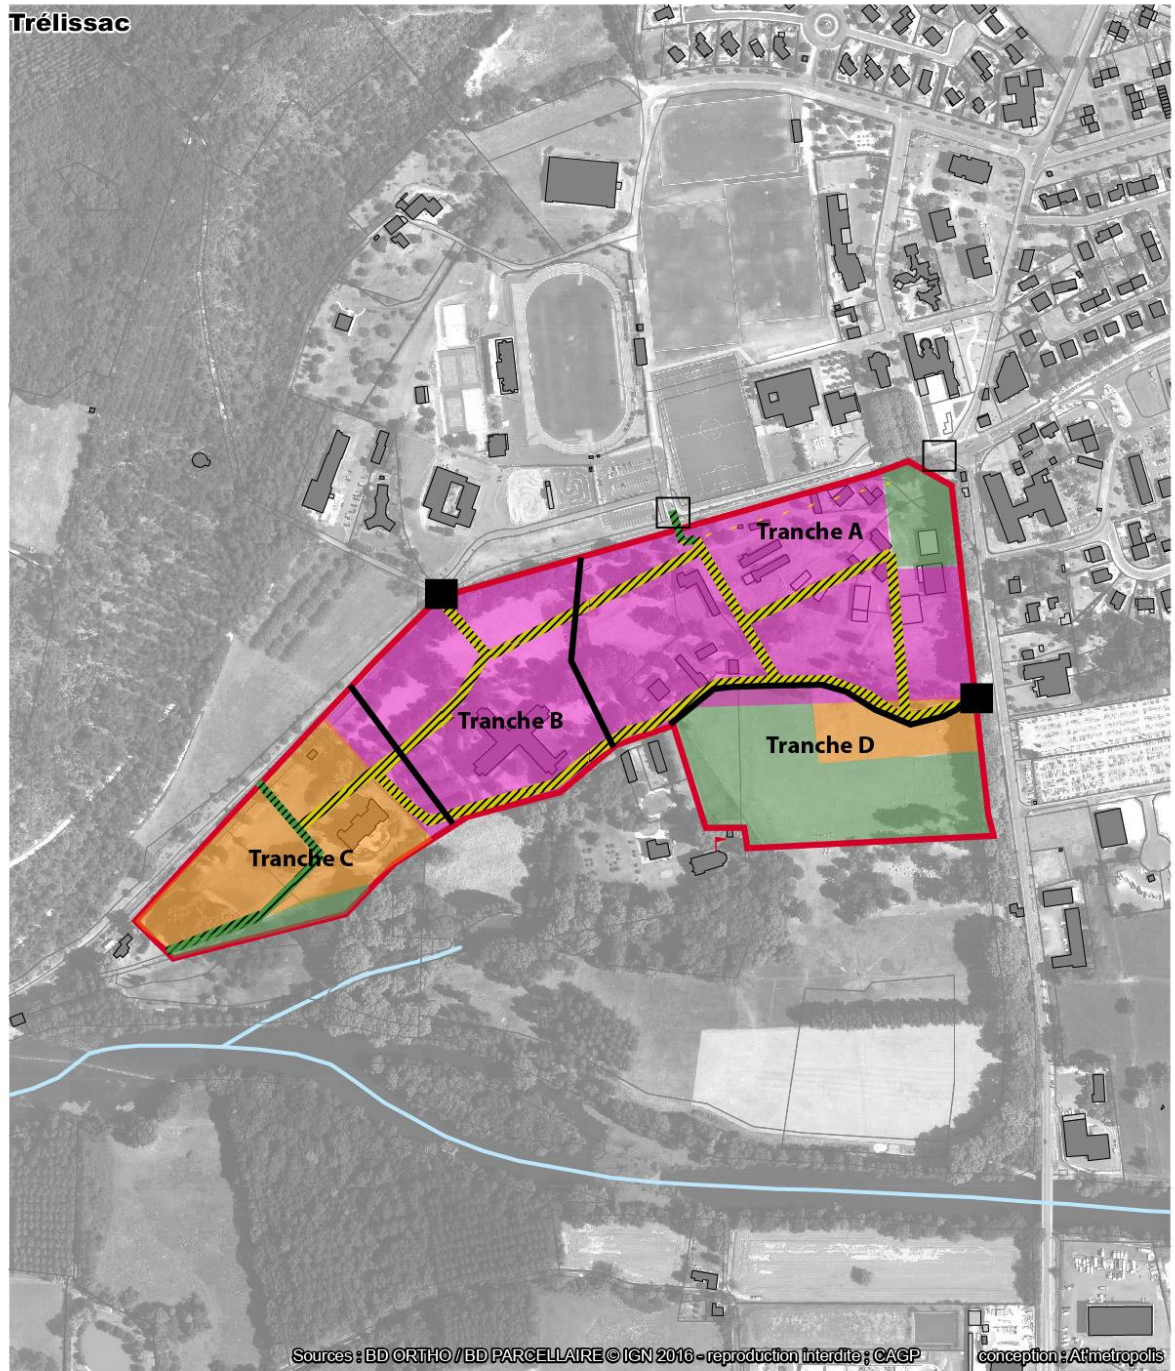 Trélissac
Tranche A
Tranche B
Tranche D
Tranche C
Sources : BD ORTHO / BD PARCELLAIRE © IGN 2016 - reproduction interdite ; CAGP
conception : At'metropolis